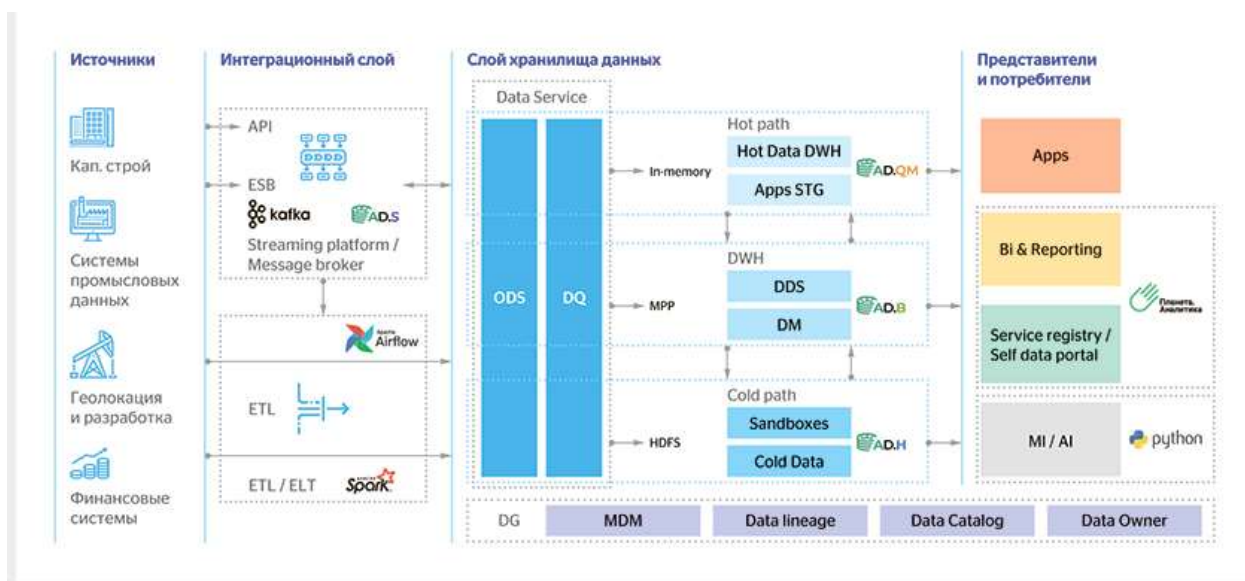 Источники
Кап. строй
Системы
промысловых
данных
Геолокация
и разработка
Финансовые
системы
Интеграционный слой
API
DDDD
ESB
kafka
AD.S
Streaming platform /
Message broker
Airflow
ETL
ETL / ELT
Spark
Слой хранилища данных
Data Service
ODS
DQ
In-memory
MPP
HDFS
Hot path
Hot Data DWH
Apps STG
AD.QM
DWH
DDS
DM
AD.B
Cold path
Sandboxes
Cold Data
AD.H
DG
MDM
Data lineage
Data Catalog
Data Owner
Представители
и потребители
Apps
Bi & Reporting
Service registry /
Self data portal
Планета.
Аналитика
MI / AI
python